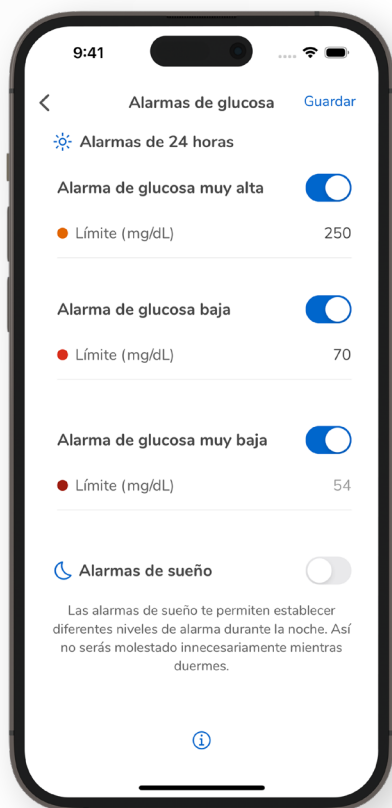 9:41
Alarmas de glucosa
Guardar
Alarmas de 24 horas
Alarma de glucosa muy alta
Límite (mg/dL) 250
Alarma de glucosa baja
Límite (mg/dL) 70
Alarma de glucosa muy baja
Límite (mg/dL) 54
Alarmas de sueño
Las alarmas de sueño te permiten establecer
diferentes niveles de alarma durante la noche. Así
no serás molestado innecesariamente mientras
duermes.